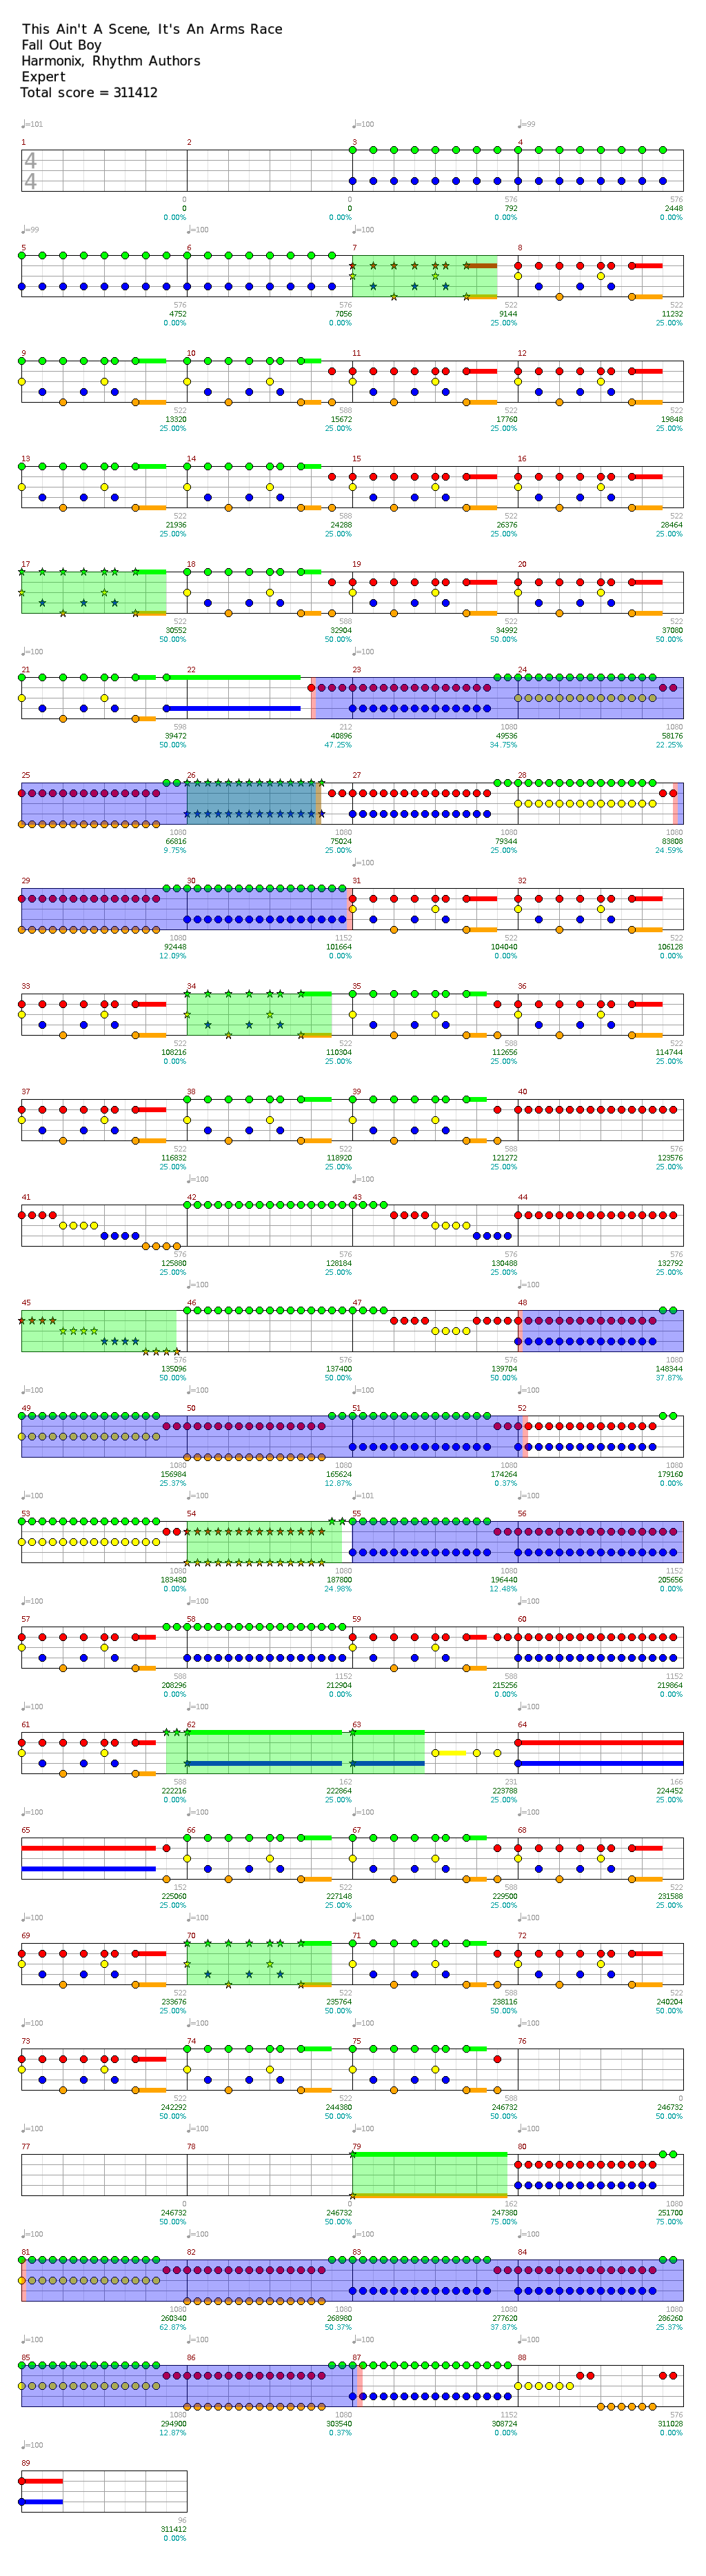 This Ain't A Scene, It's An Arms Race
Fall Out Boy
Harmonix, Rhythm Authors
Expert
Total score = 311412
♩=101 ♩=100 ♩=99
1 2 3 4
4
4
0 0 576 576
0 0 792 2448
0.00% 0.00% 0.00% 0.00%
♩=99 ♩=100 ♩=100
5 6 7 8
576 576 522 522
4752 7056 9144 11232
0.00% 0.00% 25.00% 25.00%
9 10 11 12
522 588 522 522
13320 15672 17760 19848
25.00% 25.00% 25.00% 25.00%
13 14 15 16
522 588 522 522
21936 24288 26376 28464
25.00% 25.00% 25.00% 25.00%
17 18 19 20
522 588 522 522
30552 32904 34992 37080
50.00% 50.00% 50.00% 50.00%
♩=100 ♩=100
21 22 23 24
598 212 1080 1080
39472 40896 49536 58176
50.00% 47.25% 34.75% 22.25%
25 26 27 28
1080 1080 1080 1080
66816 75024 79344 83808
9.75% 25.00% 25.00% 24.59%
♩=100
29 30 31 32
1080 1152 522 522
92448 101664 104040 106128
12.09% 0.00% 0.00% 0.00%
33 34 35 36
522 522 588 522
108216 110304 112656 114744
0.00% 25.00% 25.00% 25.00%
37 38 39 40
522 522 588 576
116832 118920 121272 123576
25.00% 25.00% 25.00% 25.00%
♩=100
41 42 43 44
576 576 576 576
125880 128184 130488 132792
25.00% 25.00% 25.00% 25.00%
♩=100
45 46 47 48
576 576 576 1080
135096 137400 139704 148344
50.00% 50.00% 50.00% 37.87%
♩=100 ♩=100 ♩=100 ♩=100
49 50 51 52
1080 1080 1080 1080
156984 165624 174264 179160
25.37% 12.87% 0.37% 0.00%
♩=100 ♩=100 ♩=101 ♩=100
53 54 55 56
1080 1080 1080 1152
183480 187800 196440 205656
0.00% 24.98% 12.48% 0.00%
♩=100 ♩=100 ♩=100 ♩=100
57 58 59 60
588 1152 588 1152
208296 212904 215256 219864
0.00% 0.00% 0.00% 0.00%
♩=100 ♩=100 ♩=100 ♩=100
61 62 63 64
588 162 231 166
222216 222864 223788 224452
0.00% 25.00% 25.00% 25.00%
♩=100 ♩=100 ♩=100 ♩=100
65 66 67 68
152 522 588 522
225060 227148 229500 231588
25.00% 25.00% 25.00% 25.00%
♩=100 ♩=100 ♩=100 ♩=100
69 70 71 72
522 522 588 522
233676 235764 238116 240204
25.00% 50.00% 50.00% 50.00%
♩=100 ♩=100 ♩=100 ♩=100
73 74 75 76
522 522 588 0
242292 244380 246732 246732
50.00% 50.00% 50.00% 50.00%
♩=100 ♩=100 ♩=100 ♩=100
77 78 79 80
0 0 162 1080
246732 246732 247380 251700
50.00% 50.00% 75.00% 75.00%
♩=100 ♩=100 ♩=100 ♩=100
81 82 83 84
1080 1080 1080 1080
260340 268980 277620 286260
62.87% 50.37% 37.87% 25.37%
♩=100 ♩=100 ♩=100 ♩=100
85 86 87 88
1080 1080 1152 576
294900 303540 308724 311028
12.87% 0.37% 0.00% 0.00%
♩=100
89
96
311412
0.00%